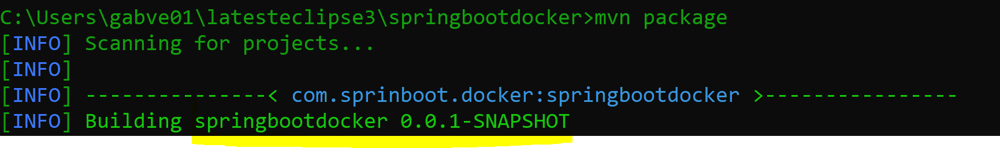 C:\Users\gabve01\latesteclipse3\springbootdocker>mvn package
[INFO] Scanning for projects...
[INFO]
[INFO] ---------------< com.sprinboot.docker:springbootdocker >----------------
[INFO] Building springbootdocker 0.0.1-SNAPSHOT